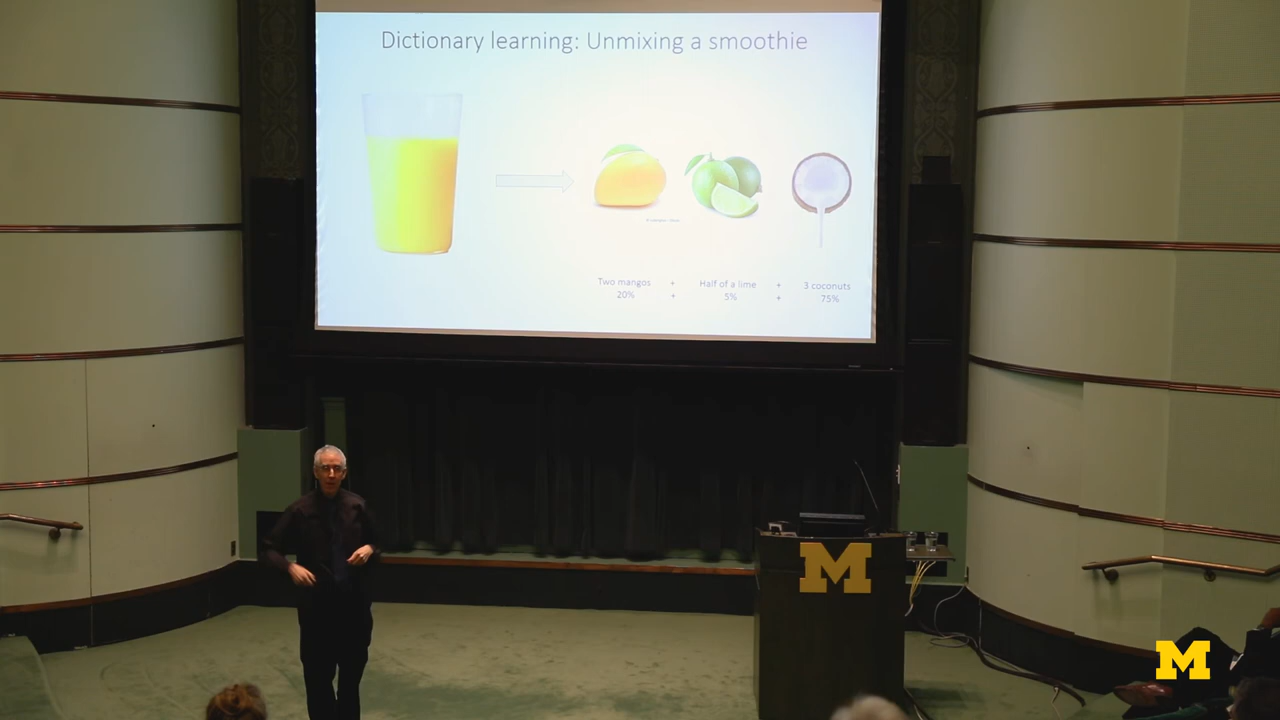 Dictionary learning: Unmixing a smoothie
Two mangos + Half of a lime + 3 coconuts
20% + 5% + 75%
M
M